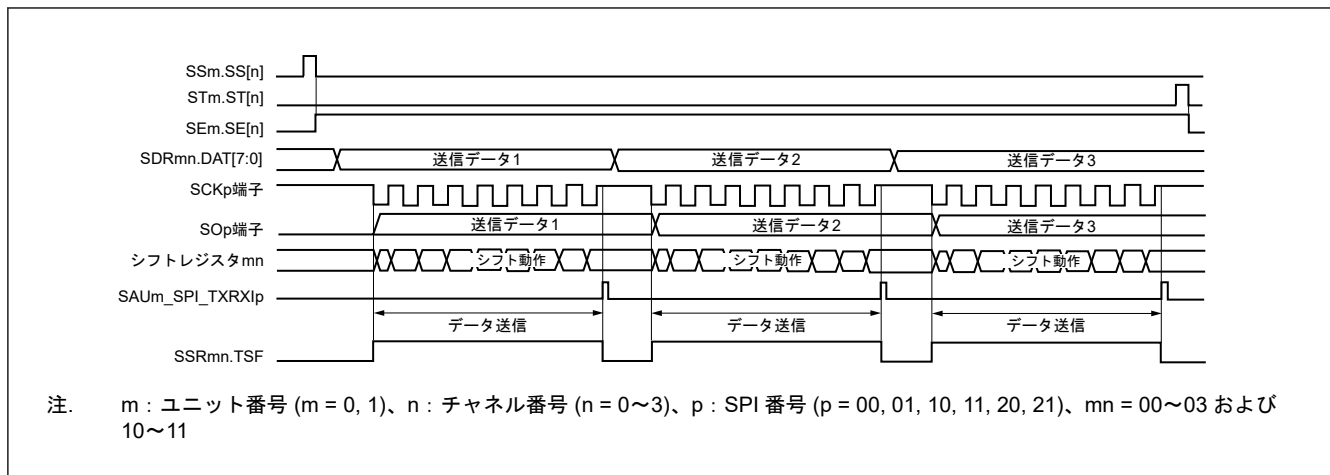 SSm.SS[n]
STm.ST[n]
SEm.SE[n]
SDRmn.DAT[7:0] 送信データ1 送信データ2 送信データ3
SCKp端子
SOp端子 送信データ1 送信データ2 送信データ3
シフトレジスタmn シフト動作 シフト動作 シフト動作
SAUm_SPI_TXRXIp
データ送信 データ送信 データ送信
SSRmn.TSF
注. m：ユニット番号 (m = 0, 1)、n：チャネル番号 (n = 0～3)、p：SPI 番号 (p = 00, 01, 10, 11, 20, 21)、mn = 00～03 および
10～11